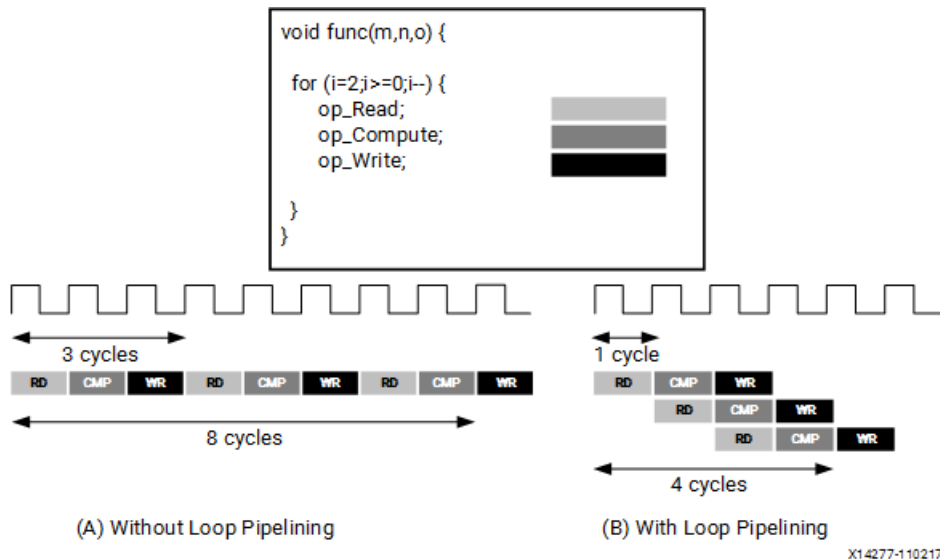 void func(m,n,o) {
for (i=2;i>=0;i--) {
op_Read;
op_Compute;
op_Write;
}
}
3 cycles
1 cycle
RD CMP WR RD CMP WR RD CMP WR
RD CMP WR
RD CMP WR
RD CMP WR
8 cycles
4 cycles
(A) Without Loop Pipelining
(B) With Loop Pipelining
X14277-110217